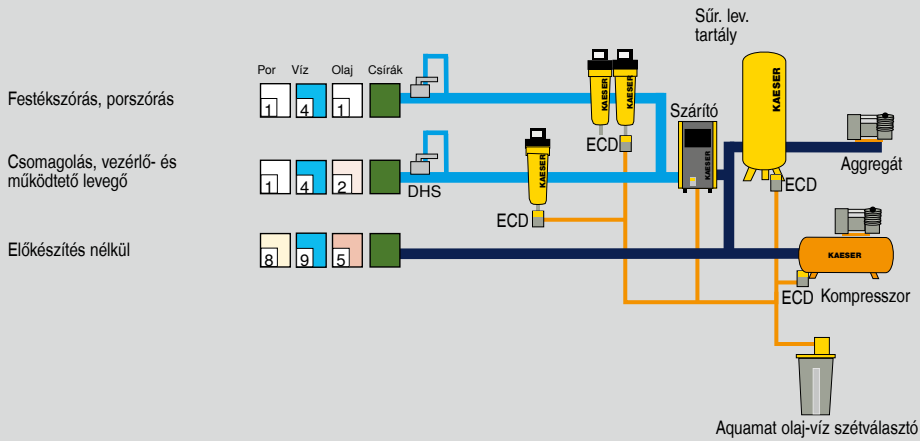 Sűr. lev.
tartály
Por Víz Olaj Csírák
Festékszórás, porszórás
1 4 1
KAESER KAESER
KAESER
Szárító
ECD
Aggregát
Csomagolás, vezérlő- és
működtető levegő
1 4 2
DHS
KAESER
KAESER
ECD
ECD
Előkészítés nélkül
8 9 5
KAESER
ECD Kompresszor
Aquamat olaj-víz szétválasztó